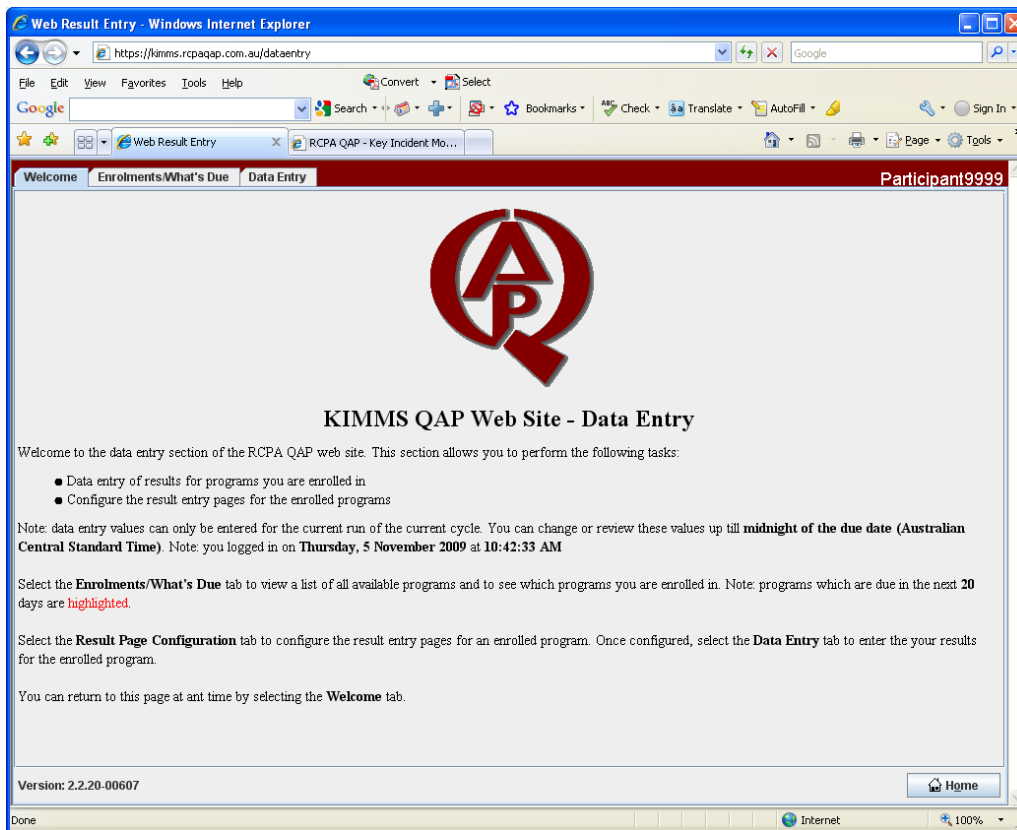 Web Result Entry - Windows Internet Explorer
https://kimms.rcpaqap.com.au/dataentry
Google
File Edit View Favorites Tools Help
Convert Select
Google Search Bookmarks Check Translate AutoFill Sign In
Web Result Entry RCPA QAP - Key Incident Mo... Page Tools
Welcome Enrolments/What's Due Data Entry Participant9999
QAP
KIMMS QAP Web Site - Data Entry
Welcome to the data entry section of the RCPA QAP web site. This section allows you to perform the following tasks:
● Data entry of results for programs you are enrolled in
● Configure the result entry pages for the enrolled programs
Note: data entry values can only be entered for the current run of the current cycle. You can change or review these values up till midnight of the due date (Australian
Central Standard Time). Note: you logged in on Thursday, 5 November 2009 at 10:42:33 AM
Select the Enrolments/What's Due tab to view a list of all available programs and to see which programs you are enrolled in. Note: programs which are due in the next 20
days are highlighted.
Select the Result Page Configuration tab to configure the result entry pages for an enrolled program. Once configured, select the Data Entry tab to enter the your results
for the enrolled program.
You can return to this page at ant time by selecting the Welcome tab.
Version: 2.2.20-00607 Home
Done Internet 100%